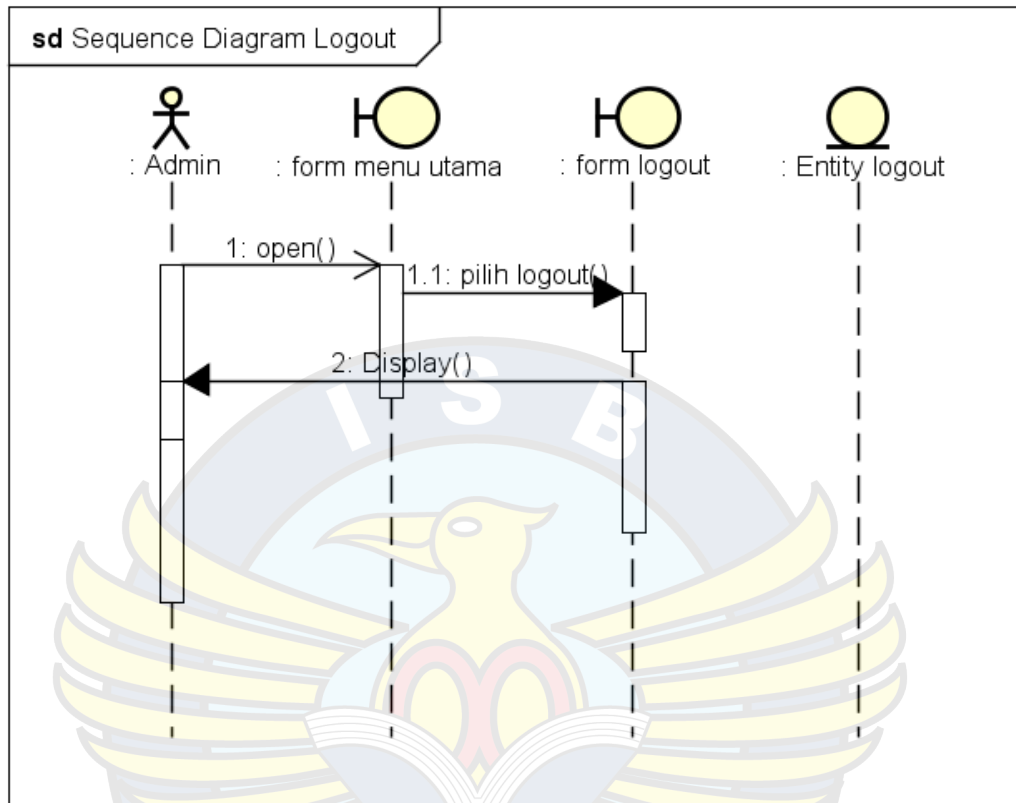 sd Sequence Diagram Logout
: Admin
: form menu utama
: form logout
: Entity logout
1: open()
1.1: pilih logout()
2: Display()
I S B